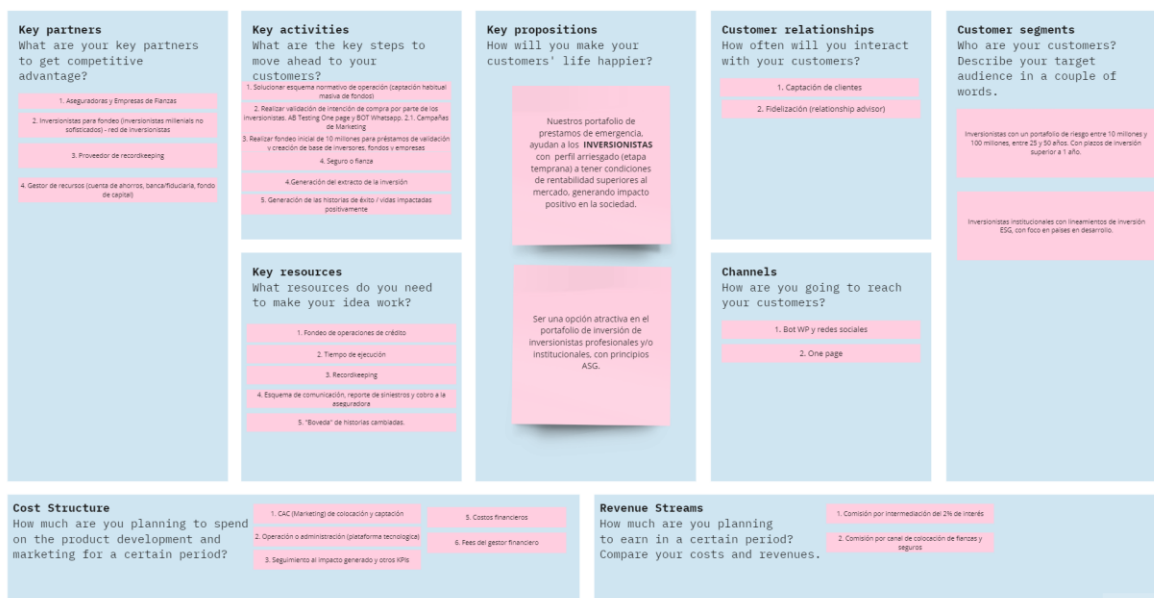 Key partners
What are your key partners
to get competitive
advantage?
1. Aseguradoras y Empresas de Fianzas
2. Inversionistas para fondeo (inversionistas millenials no
sofisticados) - red de inversionistas
3. Proveedor de recordkeeping
4. Gestor de recursos (cuenta de ahorros, banca/fiduciaria, fondo
de capital)
Key activities
What are the key steps to
move ahead to your
customers?
1. Solucionar esquema normativo de operación (captación habitual
masiva de fondos)
2. Realizar validación de intención de compra por parte de los
inversionistas. AB Testing One page y BOT Whatsapp. 2.1. Campañas
de Marketing
3. Realizar fondeo inicial de 10 millones para préstamos de validación
y creación de base de inversores, fondos y empresas
4. Seguro o fianza
4.Generación del extracto de la inversión
5. Generación de las historias de éxito / vidas impactadas
positivamente
Key resources
What resources do you need
to make your idea work?
1. Fondeo de operaciones de crédito
2. Tiempo de ejecución
3. Recordkeeping
4. Esquema de comunicación, reporte de siniestros y cobro a la
aseguradora
5. "Boveda" de historias cambiadas.
Key propositions
How will you make your
customers' life happier?
Nuestros portafolio de
prestamos de emergencia,
ayudan a los INVERSIONISTAS
con perfil arriesgado (etapa
temprana) a tener condiciones
de rentabilidad superiores al
mercado, generando impacto
positivo en la sociedad.
Ser una opción atractiva en el
portafolio de inversión de
inversionistas profesionales y/o
institucionales, con principios
ASG.
Customer relationships
How often will you interact
with your customers?
1. Captación de clientes
2. Fidelización (relationship advisor)
Channels
How are you going to reach
your customers?
1. Bot WP y redes sociales
2. One page
Customer segments
Who are your customers?
Describe your target
audience in a couple of
words.
Inversionistas con un portafolio de riesgo entre 10 millones y
100 millones, entre 25 y 50 años. Con plazos de inversión
superior a 1 año.
Inversionistas institucionales con lineamientos de inversión
ESG, con foco en países en desarrollo.
Cost Structure
How much are you planning to spend
on the product development and
marketing for a certain period?
1. CAC (Marketing) de colocación y captación
2. Operación o administración (plataforma tecnologica)
3. Seguimiento al impacto generado y otros KPIs
5. Costos financieros
6. Fees del gestor financiero
Revenue Streams
How much are you planning
to earn in a certain period?
Compare your costs and revenues.
1. Comisión por intermediación del 2% de interés
2. Comisión por canal de colocación de fianzas y
seguros